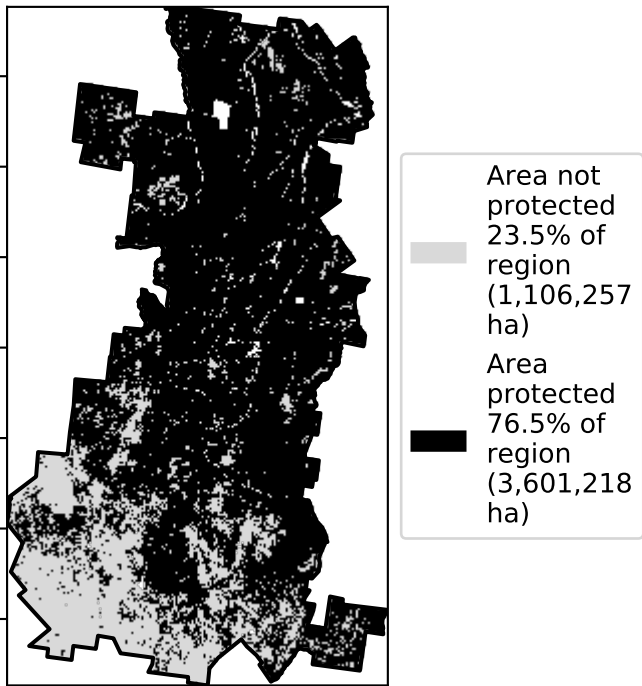 Area not
protected
23.5% of
region
(1,106,257
ha)
Area
protected
76.5% of
region
(3,601,218
ha)